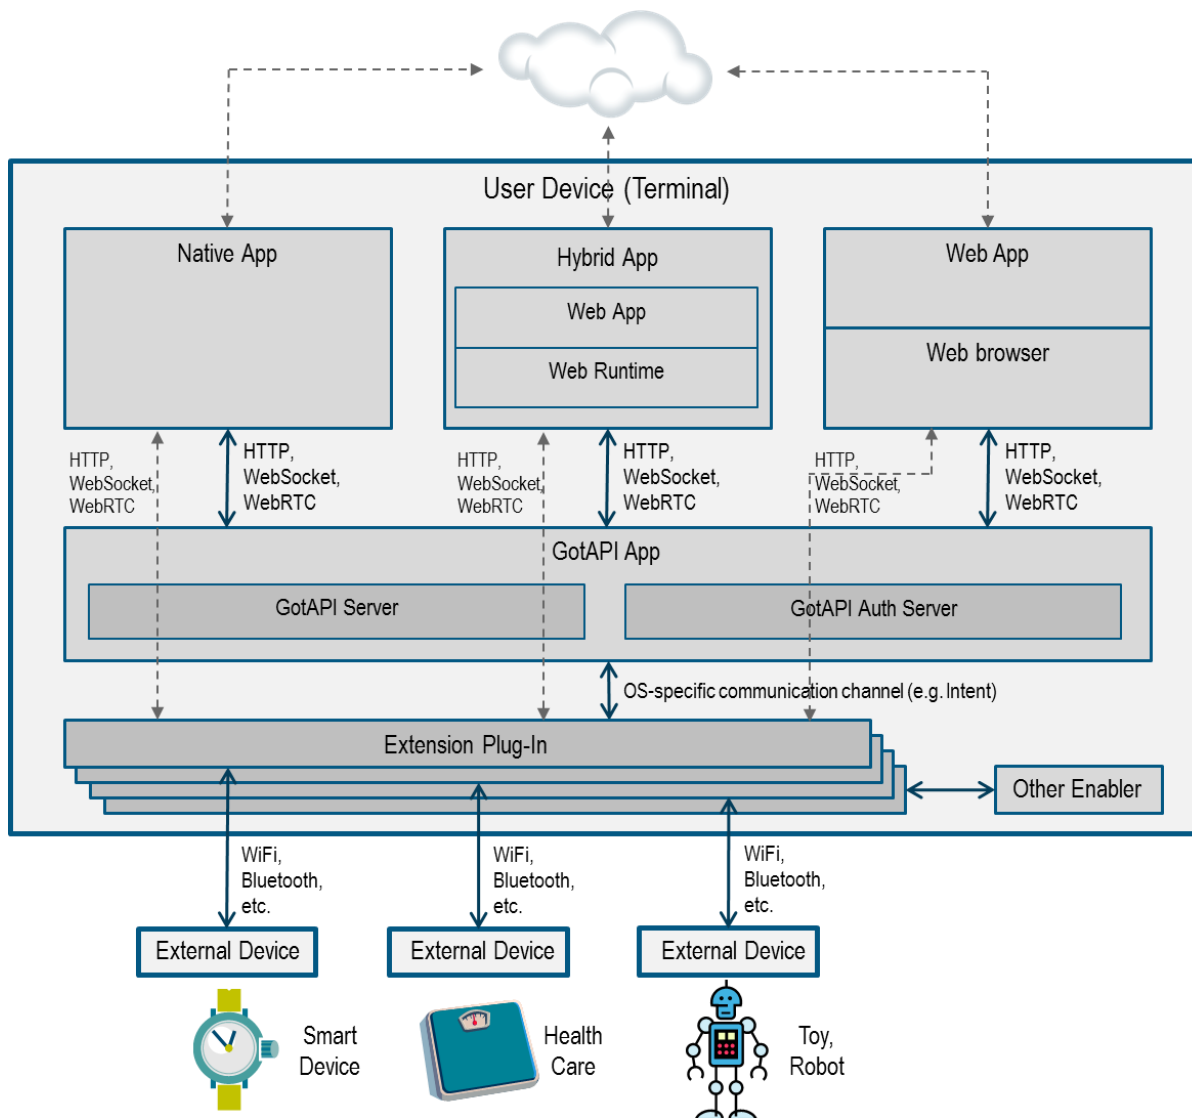 User Device (Terminal)
Native App
Hybrid App
Web App
Web App
Web Runtime
Web browser
HTTP,
WebSocket,
WebRTC
HTTP,
WebSocket,
WebRTC
HTTP,
WebSocket,
WebRTC
HTTP,
WebSocket,
WebRTC
HTTP,
WebSocket,
WebRTC
HTTP,
WebSocket,
WebRTC
GotAPI App
GotAPI Server
GotAPI Auth Server
OS-specific communication channel (e.g. Intent)
Extension Plug-In
Other Enabler
WiFi,
Bluetooth,
etc.
WiFi,
Bluetooth,
etc.
WiFi,
Bluetooth,
etc.
External Device
External Device
External Device
Smart
Device
Health
Care
Toy,
Robot